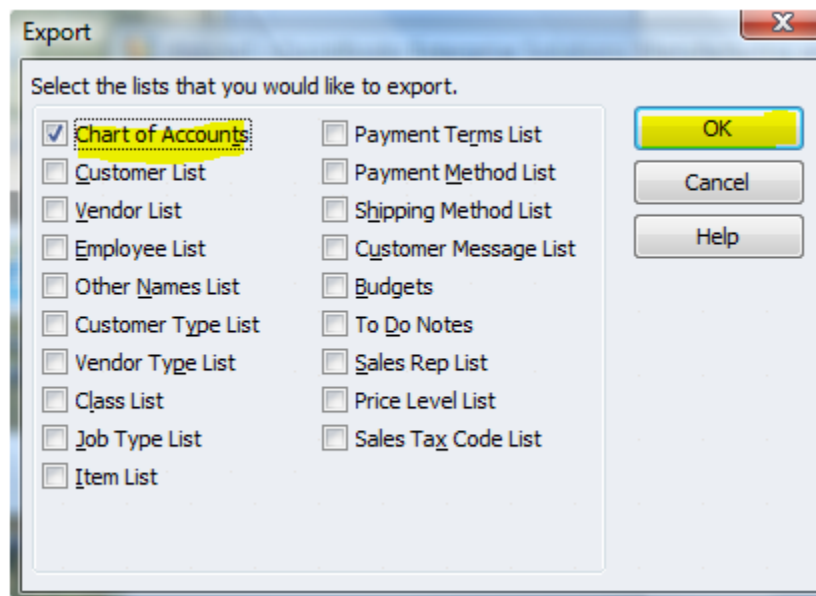 Export
Select the lists that you would like to export.
Chart of Accounts
Customer List
Vendor List
Employee List
Other Names List
Customer Type List
Vendor Type List
Class List
Job Type List
Item List
Payment Terms List
Payment Method List
Shipping Method List
Customer Message List
Budgets
To Do Notes
Sales Rep List
Price Level List
Sales Tax Code List
OK
Cancel
Help